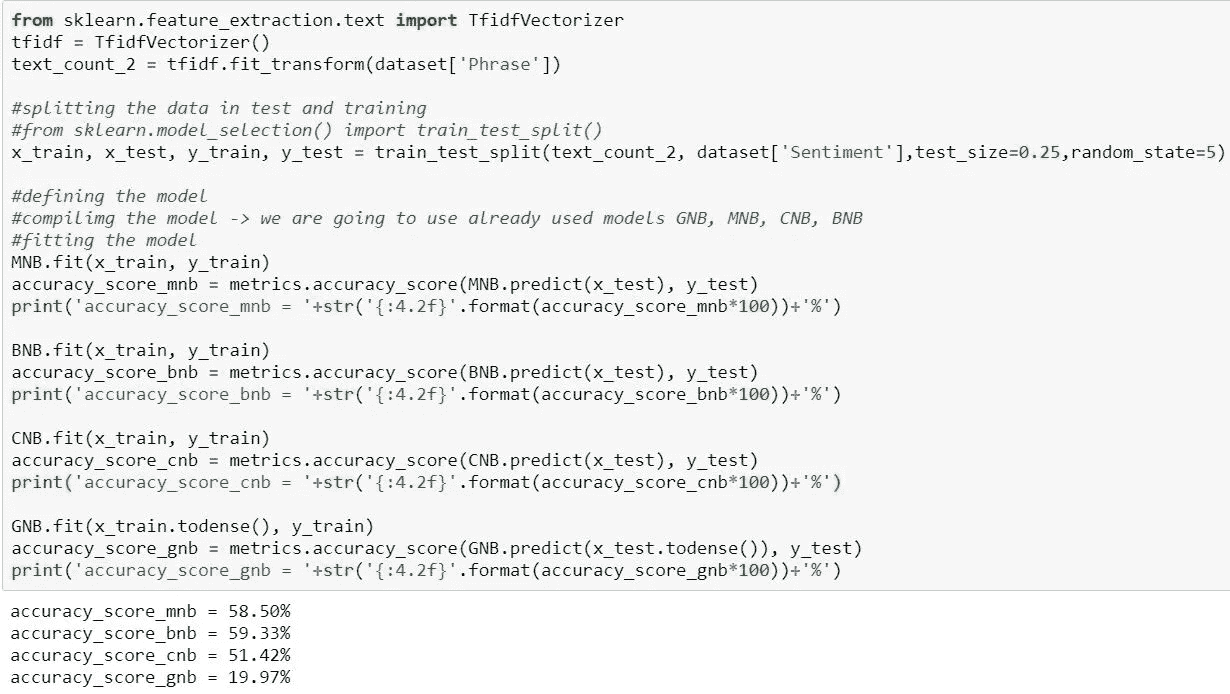 from sklearn.feature_extraction.text import TfidfVectorizer
tfidf = TfidfVectorizer()
text_count_2 = tfidf.fit_transform(dataset['Phrase'])
#splitting the data in test and training
#from sklearn.model_selection() import train_test_split()
x_train, x_test, y_train, y_test = train_test_split(text_count_2, dataset['Sentiment'],test_size=0.25,random_state=5)
#defining the model
#compilimg the model -> we are going to use already used models GNB, MNB, CNB, BNB
#fitting the model
MNB.fit(x_train, y_train)
accuracy_score_mnb = metrics.accuracy_score(MNB.predict(x_test), y_test)
print('accuracy_score_mnb = '+str('{:4.2f}'.format(accuracy_score_mnb*100))+'%')
BNB.fit(x_train, y_train)
accuracy_score_bnb = metrics.accuracy_score(BNB.predict(x_test), y_test)
print('accuracy_score_bnb = '+str('{:4.2f}'.format(accuracy_score_bnb*100))+'%')
CNB.fit(x_train, y_train)
accuracy_score_cnb = metrics.accuracy_score(CNB.predict(x_test), y_test)
print('accuracy_score_cnb = '+str('{:4.2f}'.format(accuracy_score_cnb*100))+'%')
GNB.fit(x_train.todense(), y_train)
accuracy_score_gnb = metrics.accuracy_score(GNB.predict(x_test.todense()), y_test)
print('accuracy_score_gnb = '+str('{:4.2f}'.format(accuracy_score_gnb*100))+'%')
accuracy_score_mnb = 58.50%
accuracy_score_bnb = 59.33%
accuracy_score_cnb = 51.42%
accuracy_score_gnb = 19.97%